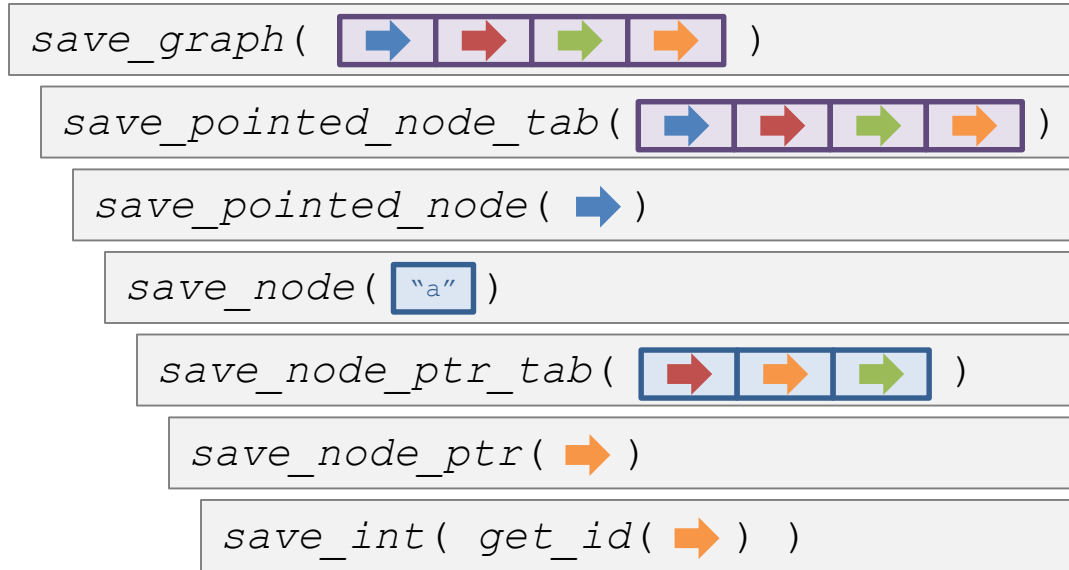 save_graph( )
save_pointed_node_tab( )
save_pointed_node( )
save_node( “a” )
save_node_ptr_tab( )
save_node_ptr( )
save_int( get_id( ) )